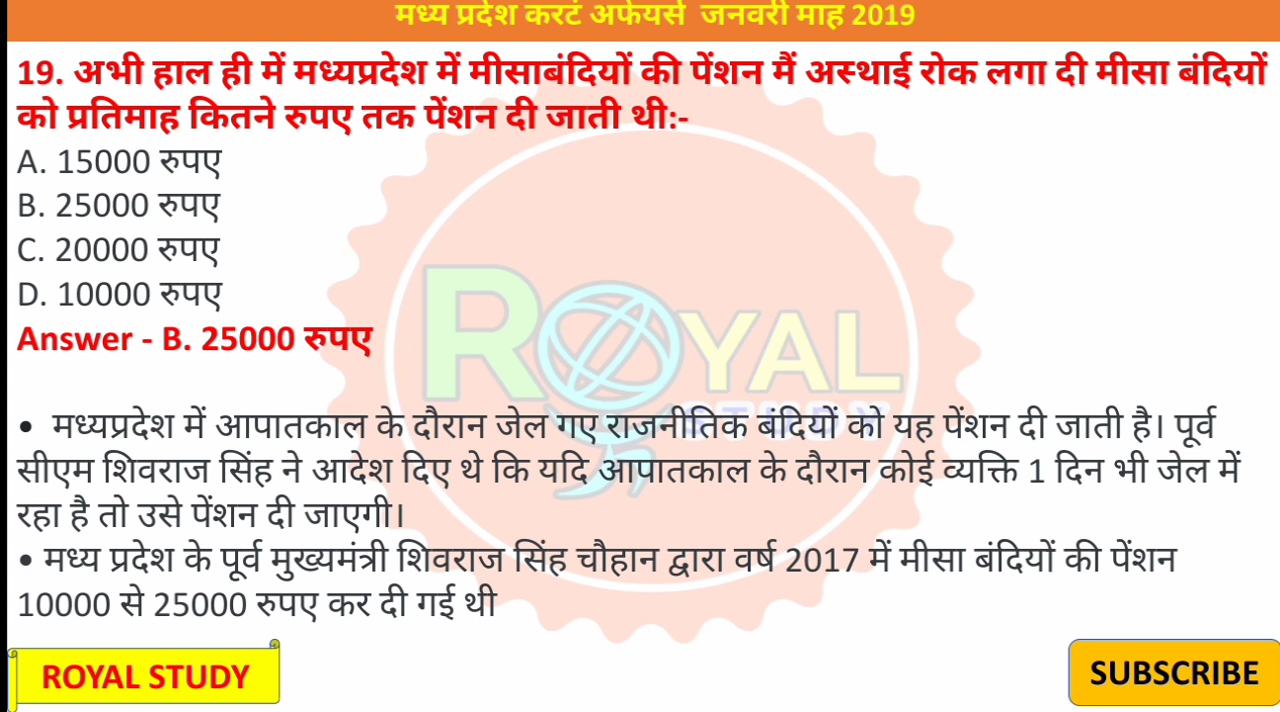 मध्य प्रदेश करटं अफेयर्स जनवरी माह 2019
19. अभी हाल ही में मध्यप्रदेश में मीसाबंदियों की पेंशन मैं अस्थाई रोक लगा दी मीसा बंदियों
को प्रतिमाह कितने रुपए तक पेंशन दी जाती थी:-
A. 15000 रुपए
B. 25000 रुपए
C. 20000 रुपए
D. 10000 रुपए
Answer - B. 25000 रुपए
ROYAL
STUDY
• मध्यप्रदेश में आपातकाल के दौरान जेल गए राजनीतिक बंदियों को यह पेंशन दी जाती है। पूर्व
सीएम शिवराज सिंह ने आदेश दिए थे कि यदि आपातकाल के दौरान कोई व्यक्ति 1 दिन भी जेल में
रहा है तो उसे पेंशन दी जाएगी।
• मध्य प्रदेश के पूर्व मुख्यमंत्री शिवराज सिंह चौहान द्वारा वर्ष 2017 में मीसा बंदियों की पेंशन
10000 से 25000 रुपए कर दी गई थी
ROYAL STUDY
SUBSCRIBE